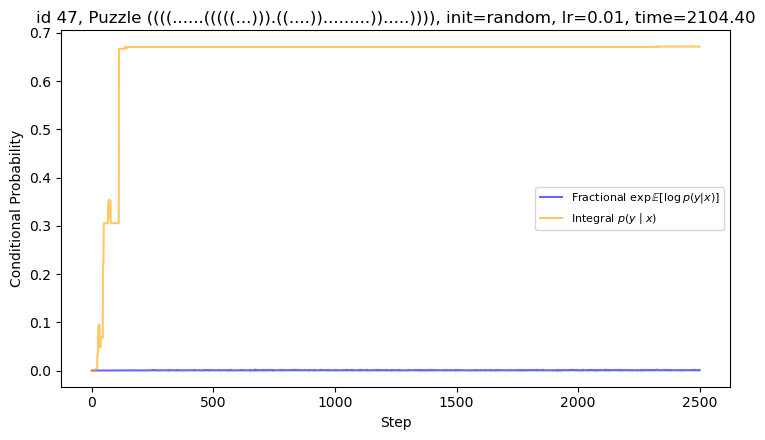 id 47, Puzzle ((((......(((((...))).((....)).........)).....)))), init=random, lr=0.01, time=2104.40
0.7
0.6
0.5
0.4
0.3
0.2
0.1
0.0
Conditional Probability
Fractional exp𝔼[log p(y|x)]
Integral p(y | x)
0
500
1000
1500
2000
2500
Step